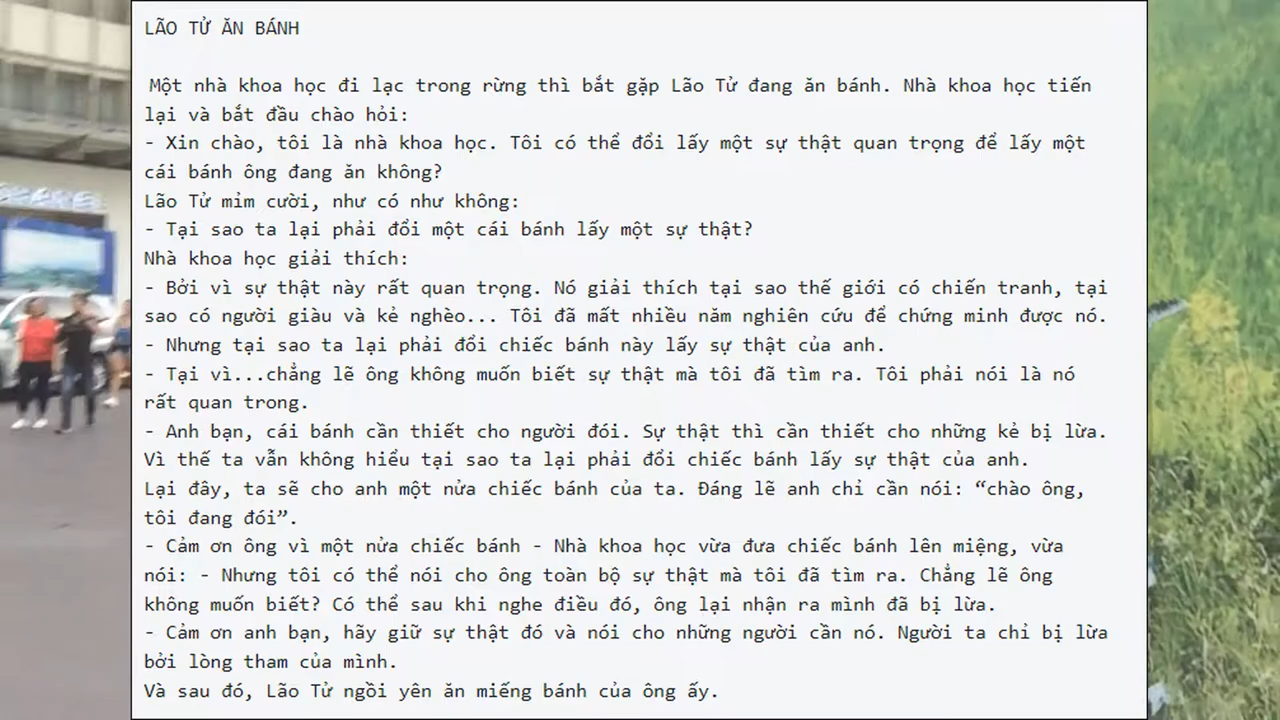 LÃO TỬ ĂN BÁNH
Một nhà khoa học đi lạc trong rừng thì bắt gặp Lão Tử đang ăn bánh. Nhà khoa học tiến
lại và bắt đầu chào hỏi:
- Xin chào, tôi là nhà khoa học. Tôi có thể đổi lấy một sự thật quan trọng để lấy một
cái bánh ông đang ăn không?
Lão Tử mỉm cười, như có như không:
- Tại sao ta lại phải đổi một cái bánh lấy một sự thật?
Nhà khoa học giải thích:
- Bởi vì sự thật này rất quan trọng. Nó giải thích tại sao thế giới có chiến tranh, tại
sao có người giàu và kẻ nghèo... Tôi đã mất nhiều năm nghiên cứu để chứng minh được nó.
- Nhưng tại sao ta lại phải đổi chiếc bánh này lấy sự thật của anh.
- Tại vì...chẳng lẽ ông không muốn biết sự thật mà tôi đã tìm ra. Tôi phải nói là nó
rất quan trong.
- Anh bạn, cái bánh cần thiết cho người đói. Sự thật thì cần thiết cho những kẻ bị lừa.
Vì thế ta vẫn không hiểu tại sao ta lại phải đổi chiếc bánh lấy sự thật của anh.
Lại đây, ta sẽ cho anh một nửa chiếc bánh của ta. Đáng lẽ anh chỉ cần nói: “chào ông,
tôi đang đói”.
- Cảm ơn ông vì một nửa chiếc bánh - Nhà khoa học vừa đưa chiếc bánh lên miệng, vừa
nói: - Nhưng tôi có thể nói cho ông toàn bộ sự thật mà tôi đã tìm ra. Chẳng lẽ ông
không muốn biết? Có thể sau khi nghe điều đó, ông lại nhận ra mình đã bị lừa.
- Cảm ơn anh bạn, hãy giữ sự thật đó và nói cho những người cần nó. Người ta chỉ bị lừa
bởi lòng tham của mình.
Và sau đó, Lão Tử ngồi yên ăn miếng bánh của ông ấy.